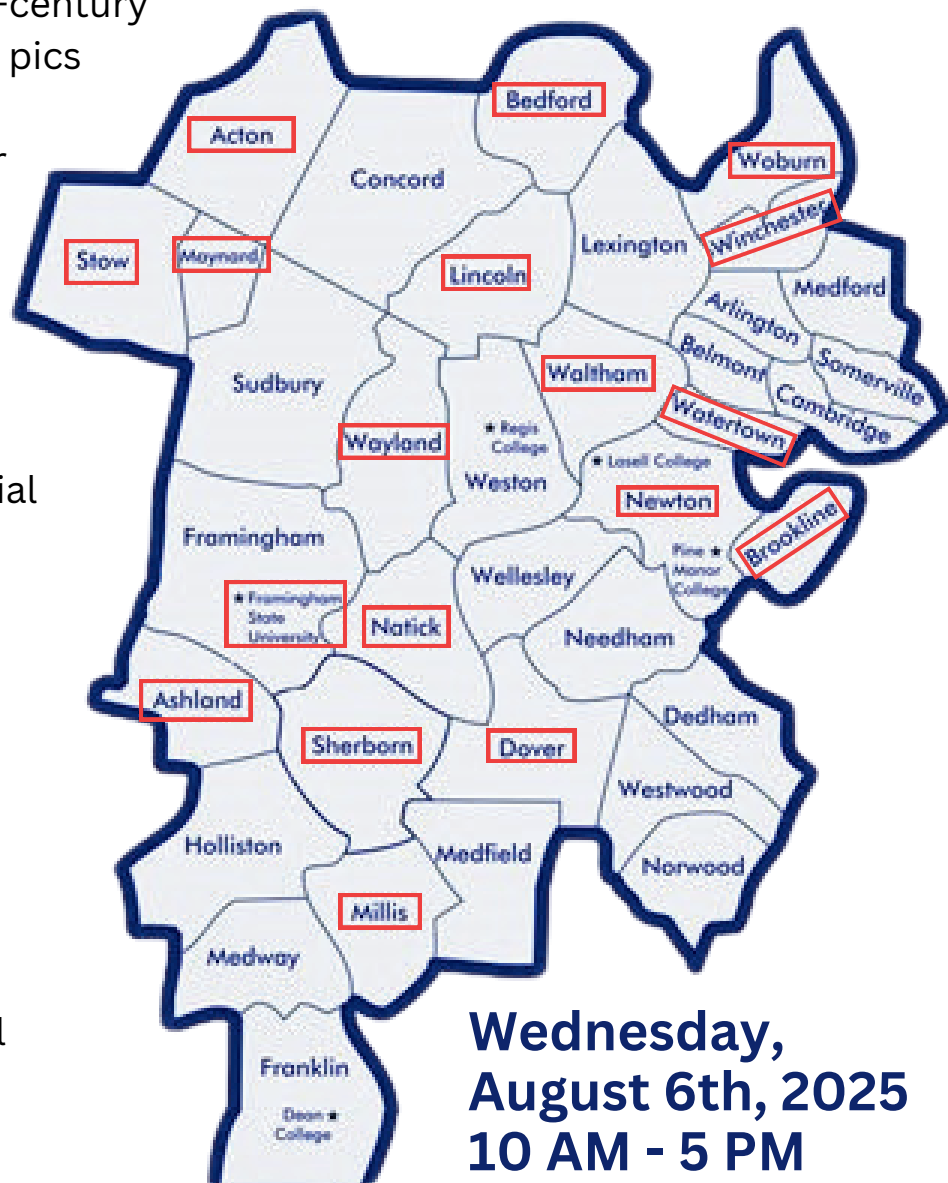 -century
pics
r
ial
l
Bedford
Acton
Woburn
Concord
Winchester
Lexington
Stow
Maynard
Lincoln
Medford
Arlington
Belmont
Somerville
Waltham
Sudbury
Cambridge
Watertown
Wayland
★ Regis
College
★ Lasell College
Weston
Newton
Framingham
Brookline
Pine ★
Manor
College
Wellesley
★ Framingham
State
University
Natick
Needham
Ashland
Dedham
Sherborn
Dover
Westwood
Holliston
Medfield
Norwood
Millis
Medway
Franklin
Dean ★
College
Wednesday,
August 6th, 2025
10 AM - 5 PM